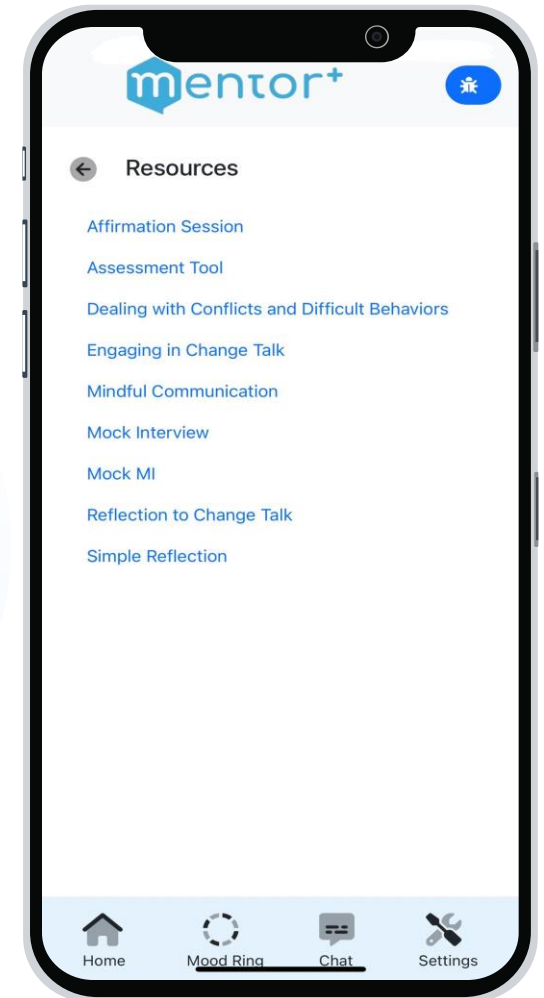 mentor+
Resources
Affirmation Session
Assessment Tool
Dealing with Conflicts and Difficult Behaviors
Engaging in Change Talk
Mindful Communication
Mock Interview
Mock MI
Reflection to Change Talk
Simple Reflection
Home Mood Ring Chat Settings